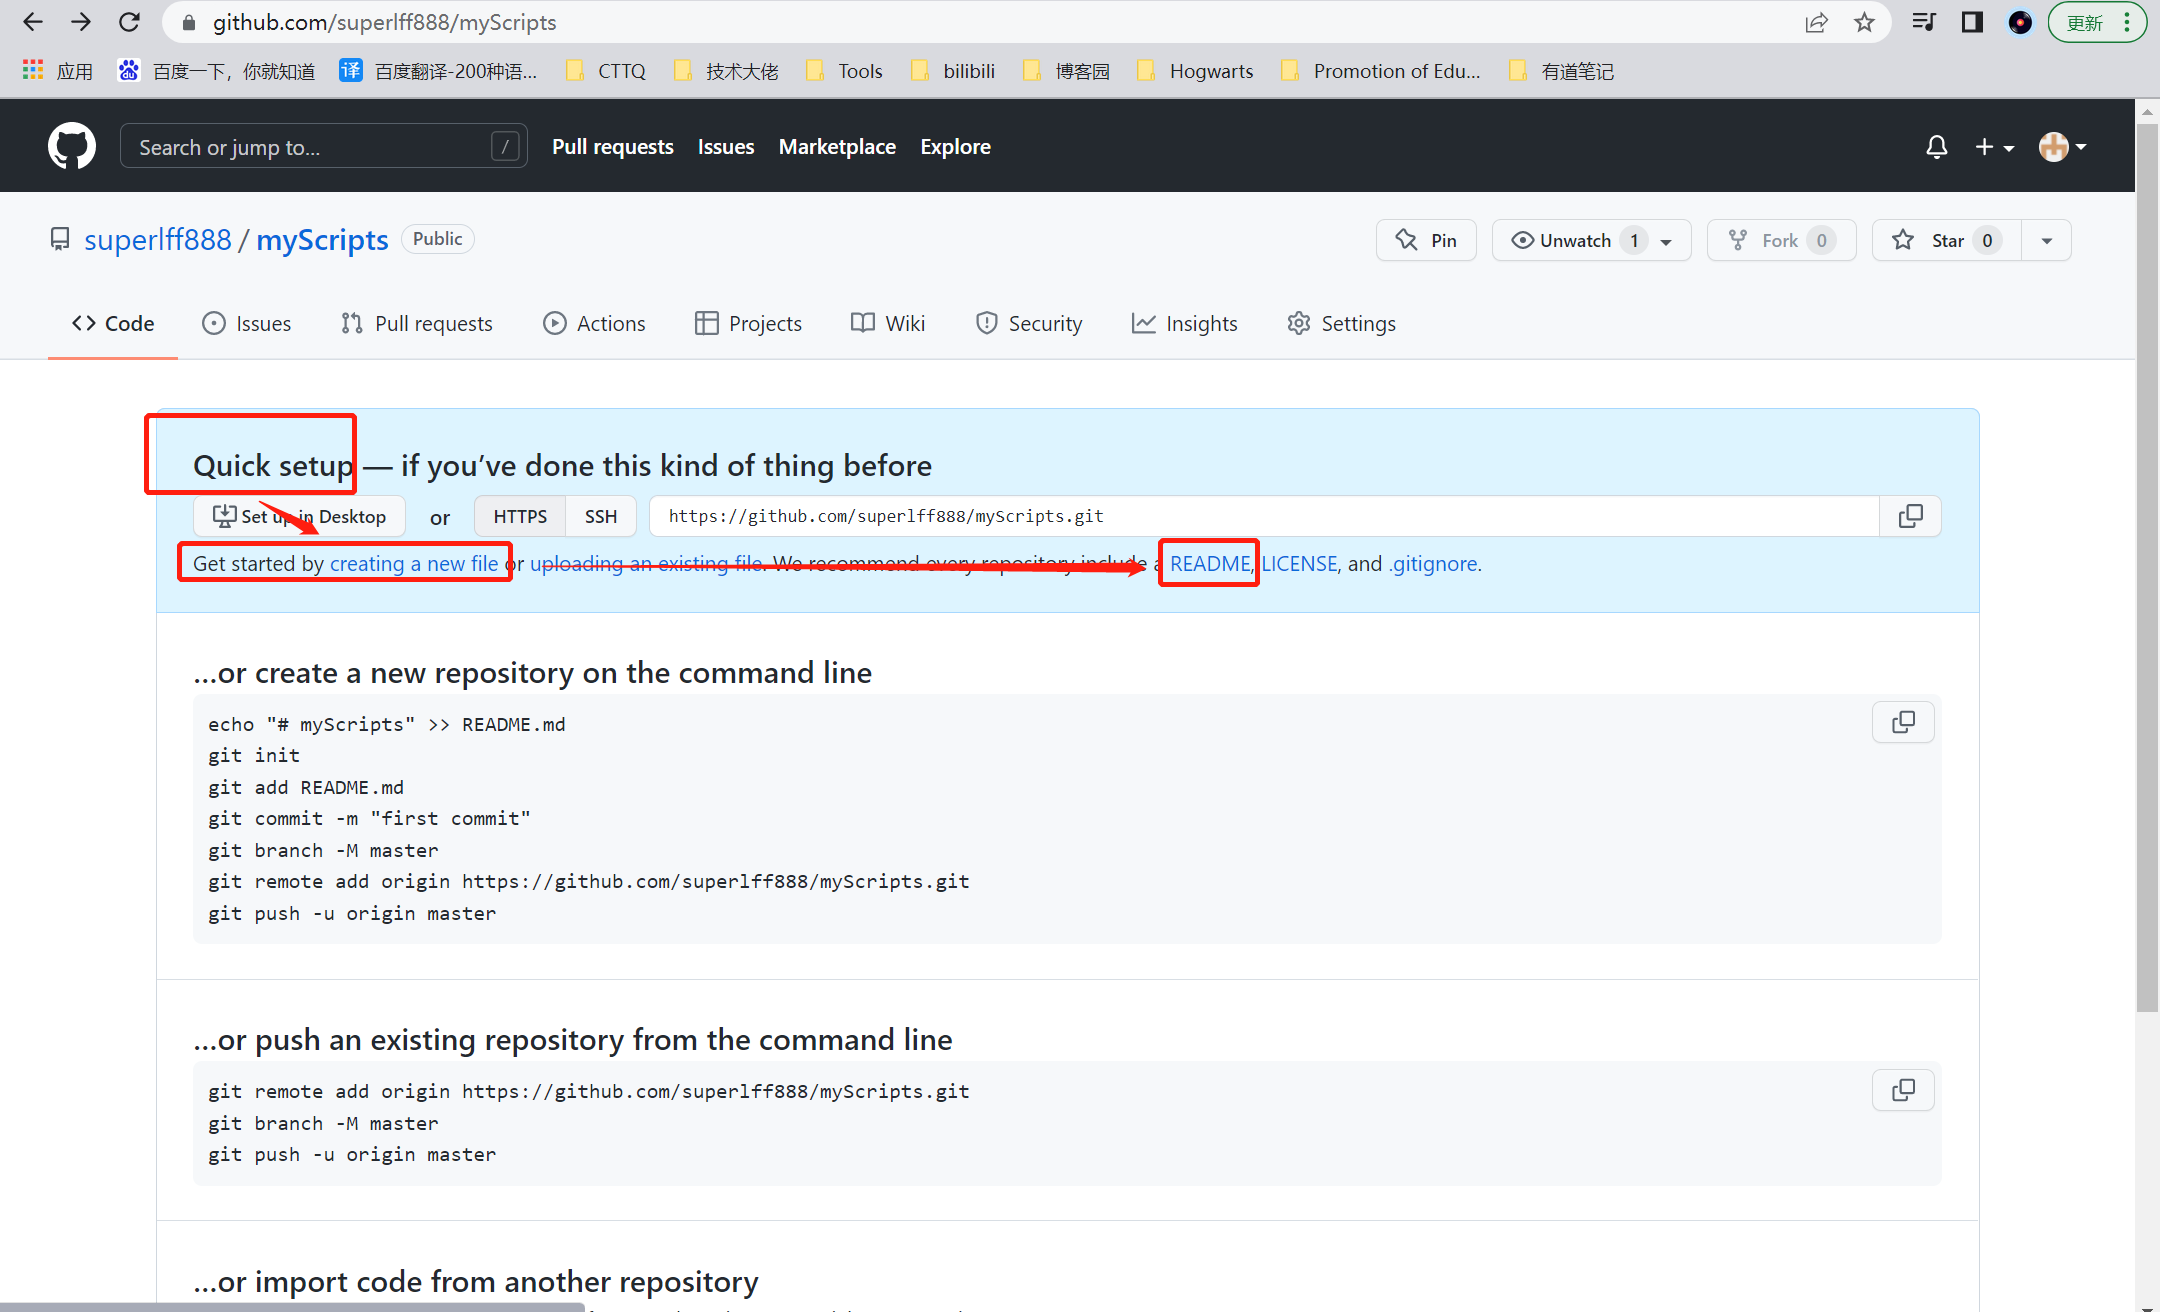 github.com/superlff888/myScripts
更新
应用 百度一下，你就知道 百度翻译-200种语... CTTQ 技术大佬 Tools bilibili 博客园 Hogwarts Promotion of Edu... 有道笔记
Search or jump to... / Pull requests Issues Marketplace Explore
superlff888 / myScripts Public Pin Unwatch 1 Fork 0 Star 0
Code Issues Pull requests Actions Projects Wiki Security Insights Settings
Quick setup — if you've done this kind of thing before
Set up in Desktop or HTTPS SSH https://github.com/superlff888/myScripts.git
Get started by creating a new file or uploading an existing file. We recommend every repository include a README, LICENSE, and .gitignore.
...or create a new repository on the command line
echo "# myScripts" >> README.md
git init
git add README.md
git commit -m "first commit"
git branch -M master
git remote add origin https://github.com/superlff888/myScripts.git
git push -u origin master
...or push an existing repository from the command line
git remote add origin https://github.com/superlff888/myScripts.git
git branch -M master
git push -u origin master
...or import code from another repository